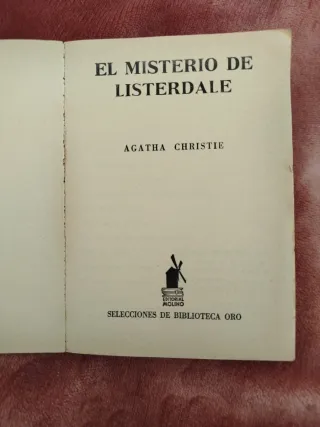 EL MISTERIO DE
LISTERDALE
AGATHA CHRISTIE
EDITORIAL
MOLINO
SELECCIONES DE BIBLIOTECA ORO